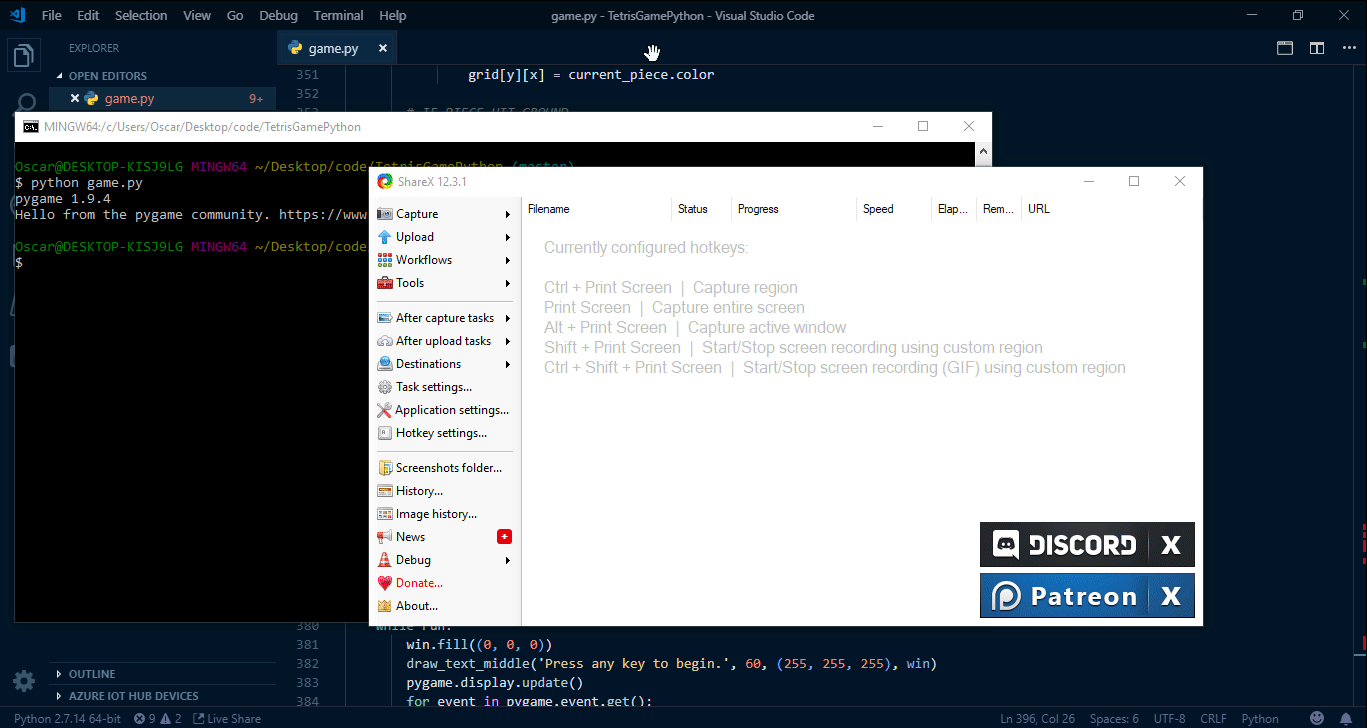 File Edit Selection View Go Debug Terminal Help
game.py - TetrisGamePython - Visual Studio Code
EXPLORER
game.py
OPEN EDITORS
game.py 9+
351 grid[y][x] = current_piece.color
352
# IF PIECE HIT GROUND
MINGW64:/c/Users/Oscar/Desktop/code/TetrisGamePython
Oscar@DESKTOP-KISJ9LG MINGW64 ~/Desktop/code/TetrisGamePython (master)
$ python game.py
pygame 1.9.4
Hello from the pygame community. https://www
Oscar@DESKTOP-KISJ9LG MINGW64 ~/Desktop/code
$
ShareX 12.3.1
Capture
Upload
Workflows
Tools
After capture tasks
After upload tasks
Destinations
Task settings...
Application settings...
Hotkey settings...
Screenshots folder...
History...
Image history...
News
Debug
Donate...
About...
Filename Status Progress Speed Elap... Rem... URL
Currently configured hotkeys:
Ctrl + Print Screen | Capture region
Print Screen | Capture entire screen
Alt + Print Screen | Capture active window
Shift + Print Screen | Start/Stop screen recording using custom region
Ctrl + Shift + Print Screen | Start/Stop screen recording (GIF) using custom region
DISCORD X
Patreon X
380 while run:
381 win.fill((0, 0, 0))
382 draw_text_middle('Press any key to begin.', 60, (255, 255, 255), win)
383 pygame.display.update()
384 for event in pygame.event.get():
OUTLINE
AZURE IOT HUB DEVICES
Python 2.7.14 64-bit 9 2 Live Share
Ln 396, Col 26 Spaces: 6 UTF-8 CRLF Python